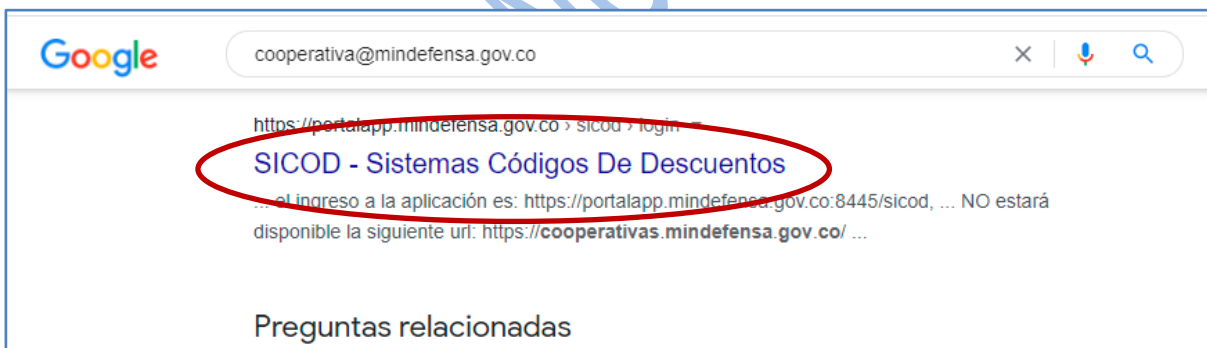 Google
cooperativa@mindefensa.gov.co
https://portalapp.mindefensa.gov.co › sicod › login
SICOD - Sistemas Códigos De Descuentos
... el ingreso a la aplicación es: https://portalapp.mindefensa.gov.co:8445/sicod, ... NO estará
disponible la siguiente url: https://cooperativas.mindefensa.gov.co/ ...
Preguntas relacionadas